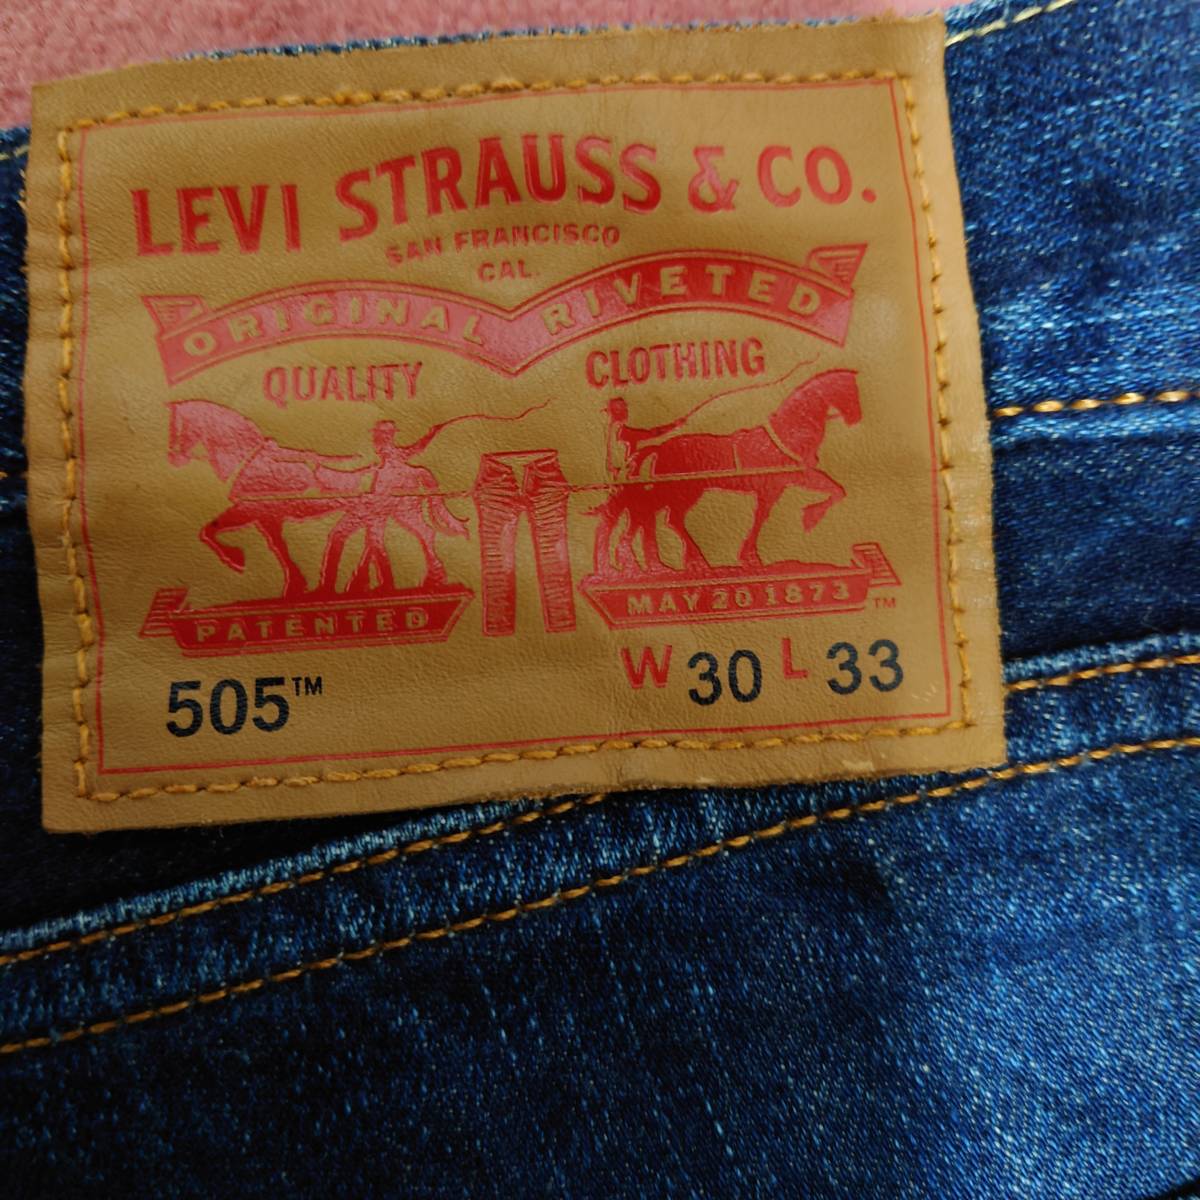 LEVI STRAUSS & CO.
SAN FRANCISCO
CAL.
ORIGINAL RIVETED
QUALITY CLOTHING
PATENTED MAY 20 1873 ™
505™ W 30 L 33